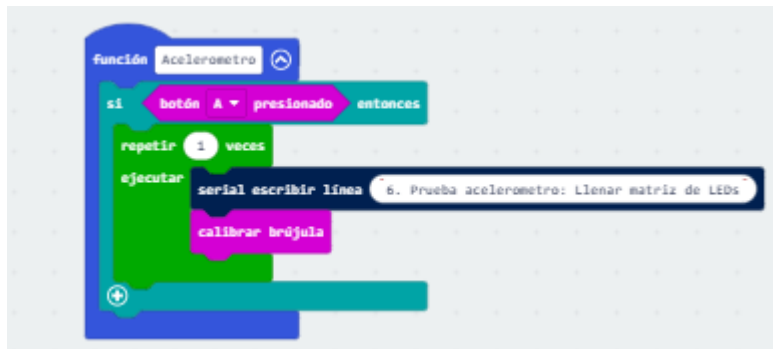 función Acelerometro
si botón A presionado entonces
repetir 1 veces
ejecutar
serial escribir línea "6. Prueba acelerometro: Llenar matriz de LEDs"
calibrar brújula